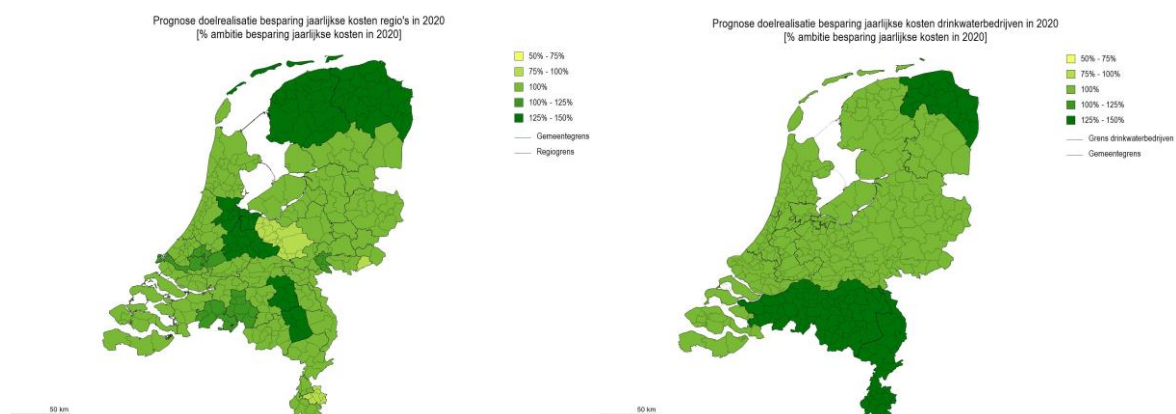 Prognose doelrealisatie besparing jaarlijkse kosten regio's in 2020
[% ambitie besparing jaarlijkse kosten in 2020]
50% - 75%
75% - 100%
100%
100% - 125%
125% - 150%
Gemeentegrens
Regiogrens
50 km
Prognose doelrealisatie besparing jaarlijkse kosten drinkwaterbedrijven in 2020
[% ambitie besparing jaarlijkse kosten in 2020]
50% - 75%
75% - 100%
100%
100% - 125%
125% - 150%
Grens drinkwaterbedrijven
Gemeentegrens
50 km